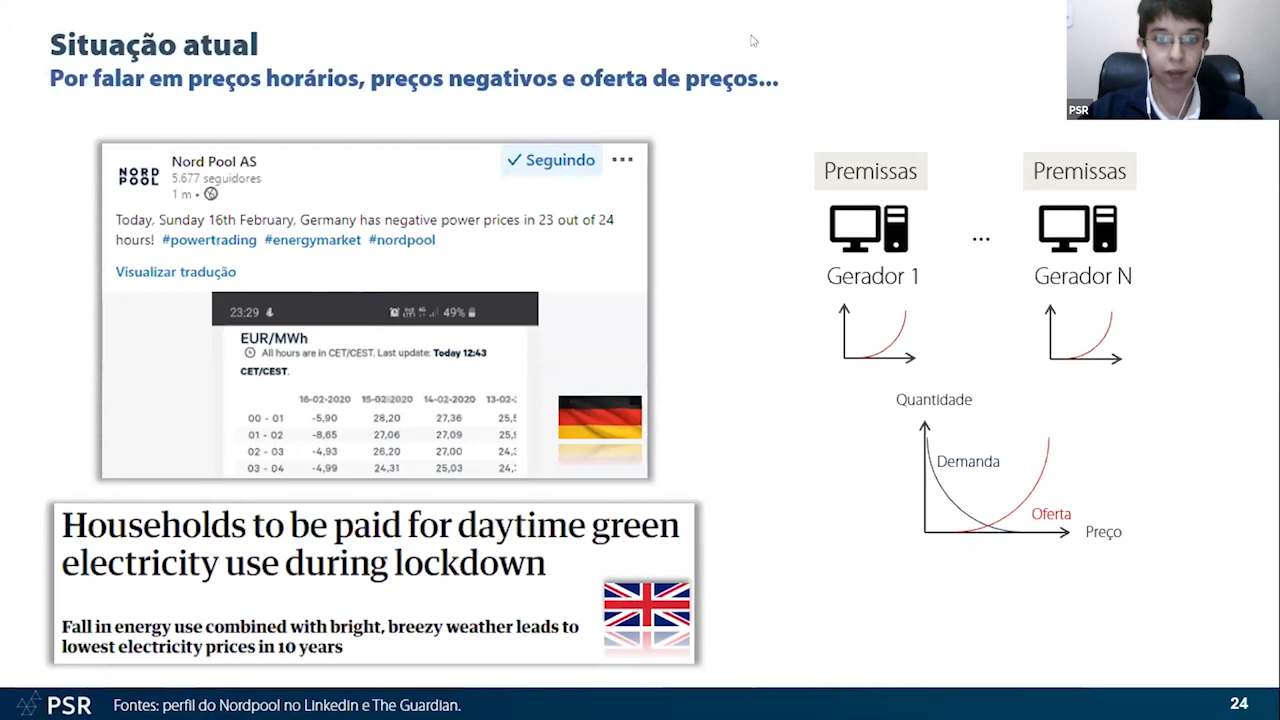 Situação atual
Por falar em preços horários, preços negativos e oferta de preços...
PSR
NORD
POOL
Nord Pool AS
5.677 seguidores
1 m •
✓ Seguindo
Today, Sunday 16th February, Germany has negative power prices in 23 out of 24
hours! #powertrading #energymarket #nordpool
Visualizar tradução
23:29
49%
EUR/MWh
All hours are in CET/CEST. Last update: Today 12:43
CET/CEST.
16-02-2020 15-02-2020 14-02-2020 13-02-
00 - 01 -5,90 28,20 27,36 25,
01 - 02 -8,65 27,06 27,09 25,
02 - 03 -4,93 26,20 27,00 24,
03 - 04 -4,99 24,31 25,03 24,
Households to be paid for daytime green
electricity use during lockdown
Fall in energy use combined with bright, breezy weather leads to
lowest electricity prices in 10 years
Premissas
Premissas
...
Gerador 1
Gerador N
Quantidade
Demanda
Oferta
Preço
PSR
Fontes: perfil do Nordpool no Linkedin e The Guardian.
24